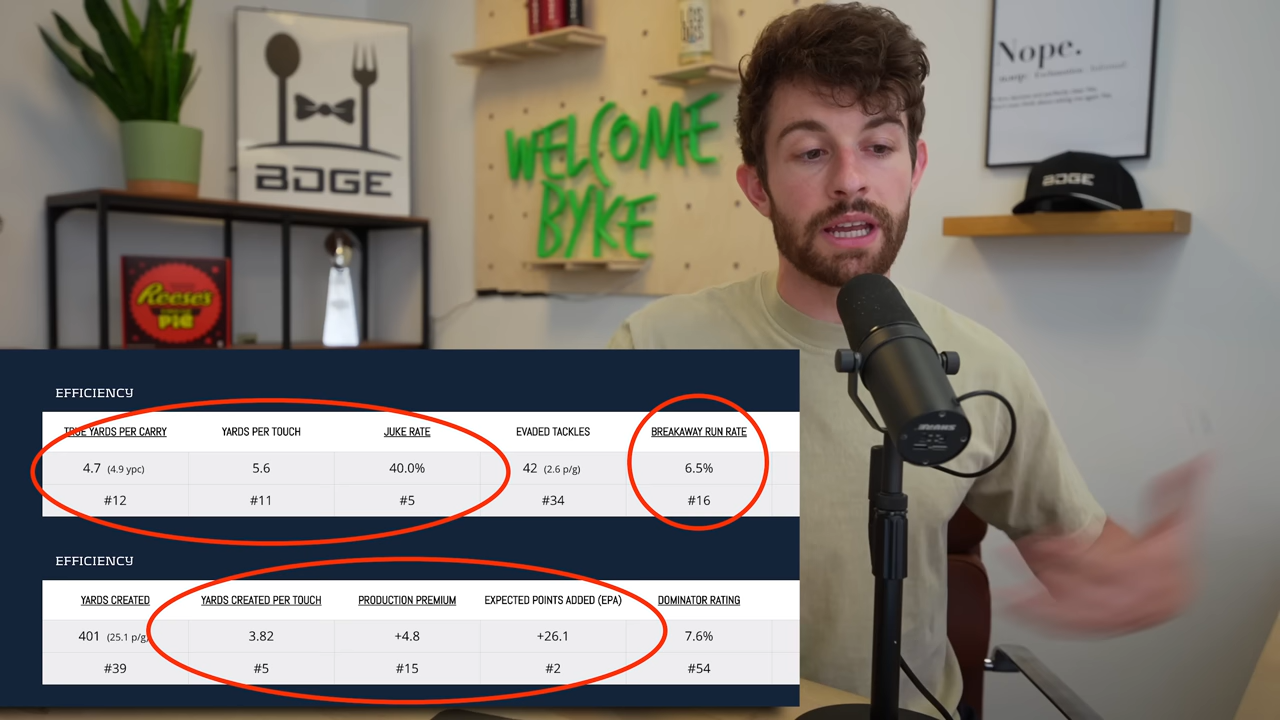 BDGE
WELCOME
BYKE
Nope.
BDGE
Reese's
PIE
EFFICIENCY
TRUE YARDS PER CARRY YARDS PER TOUCH JUKE RATE EVADED TACKLES BREAKAWAY RUN RATE
4.7 (4.9 ypc) 5.6 40.0% 42 (2.6 p/g) 6.5%
#12 #11 #5 #34 #16
EFFICIENCY
YARDS CREATED YARDS CREATED PER TOUCH PRODUCTION PREMIUM EXPECTED POINTS ADDED (EPA) DOMINATOR RATING
401 (25.1 p/g) 3.82 +4.8 +26.1 7.6%
#39 #5 #15 #2 #54